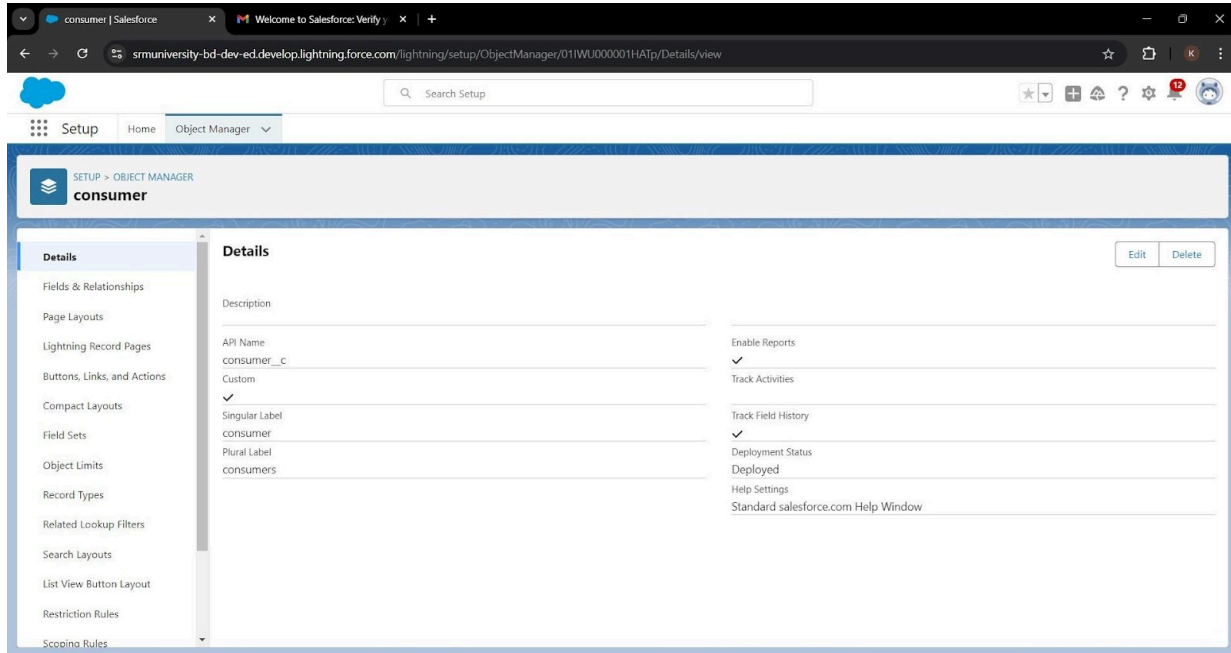 consumer | Salesforce
Welcome to Salesforce: Verify y
srmuniversity-bd-dev-ed.develop.lightning.force.com/lightning/setup/ObjectManager/01IWU000001HATp/Details/view
K
Search Setup
12
Setup Home Object Manager
SETUP > OBJECT MANAGER
consumer
Details
Fields & Relationships
Page Layouts
Lightning Record Pages
Buttons, Links, and Actions
Compact Layouts
Field Sets
Object Limits
Record Types
Related Lookup Filters
Search Layouts
List View Button Layout
Restriction Rules
Scoping Rules
Details
Edit Delete
Description
API Name
consumer__c
Custom
Singular Label
consumer
Plural Label
consumers
Enable Reports
Track Activities
Track Field History
Deployment Status
Deployed
Help Settings
Standard salesforce.com Help Window